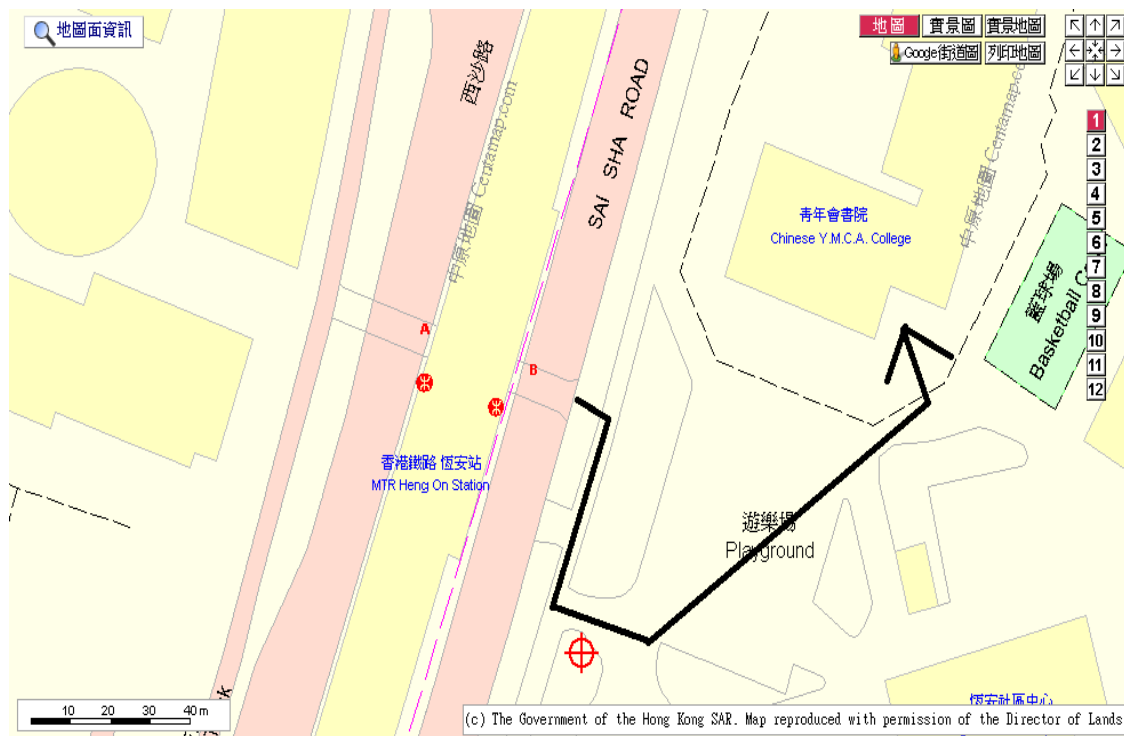 地圖面資訊
地圖
實景圖
實景地圖
Google街道圖
列印地圖
1
2
3
4
5
6
7
8
9
10
11
12
西沙路
SAI SHA ROAD
中原地圖 Centamap.com
中原地圖 Centamap.com
青年會書院
Chinese Y.M.C.A. College
籃球場
Basketball
A
B
香港鐵路 恆安站
MTR Heng On Station
遊樂場
Playground
恆安社區中心
10 20 30 40 m
(c) The Government of the Hong Kong SAR. Map reproduced with permission of the Director of Lands